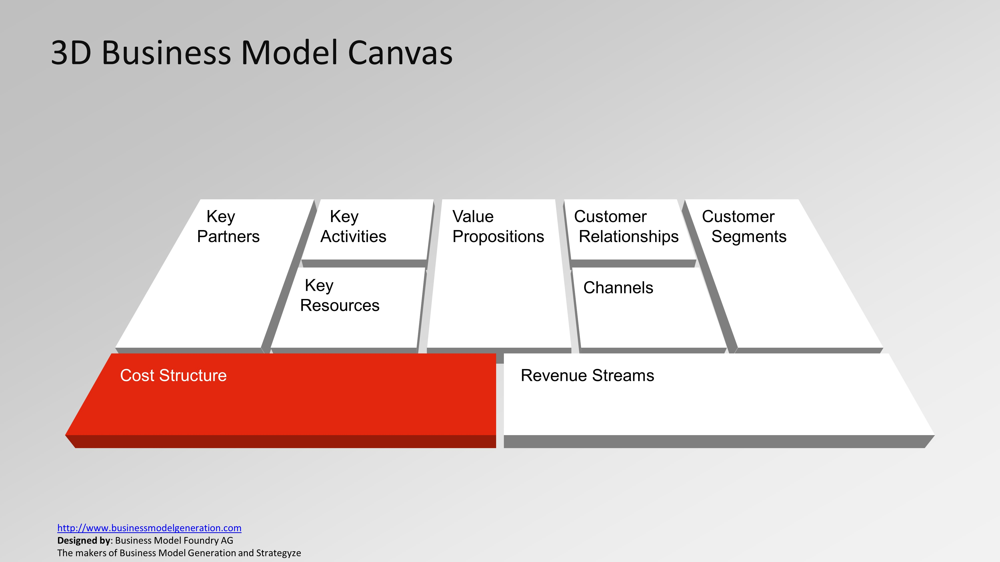 3D Business Model Canvas
Key
Partners
Key
Activities
Key
Resources
Value
Propositions
Customer
Relationships
Channels
Customer
Segments
Cost Structure
Revenue Streams
http://www.businessmodelgeneration.com
Designed by: Business Model Foundry AG
The makers of Business Model Generation and Strategyze